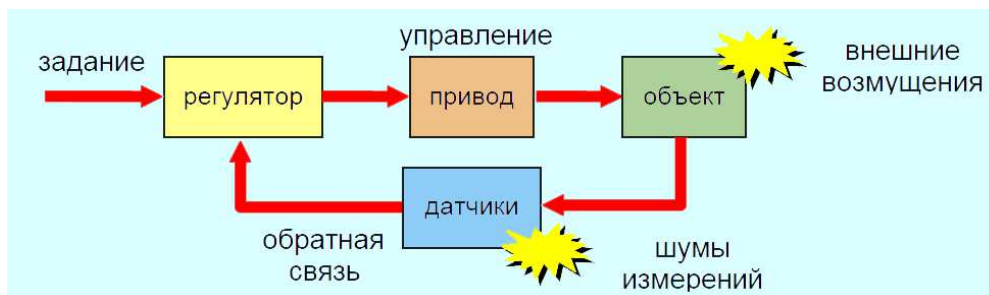 задание
регулятор
управление
привод
объект
внешние
возмущения
датчики
обратная
связь
шумы
измерений